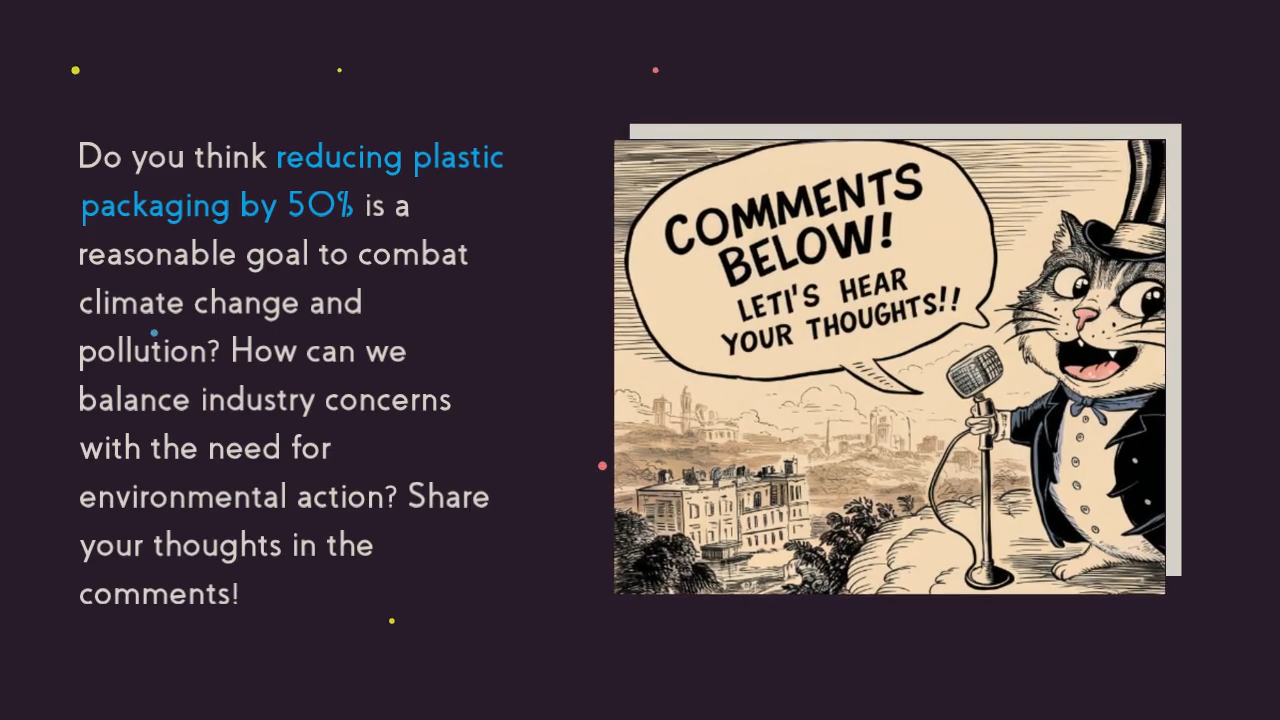 Do you think reducing plastic
packaging by 50% is a
reasonable goal to combat
climate change and
pollution? How can we
balance industry concerns
with the need for
environmental action? Share
your thoughts in the
comments!
COMMENTS
BELOW!
LETI'S HEAR
YOUR THOUGHTS!!